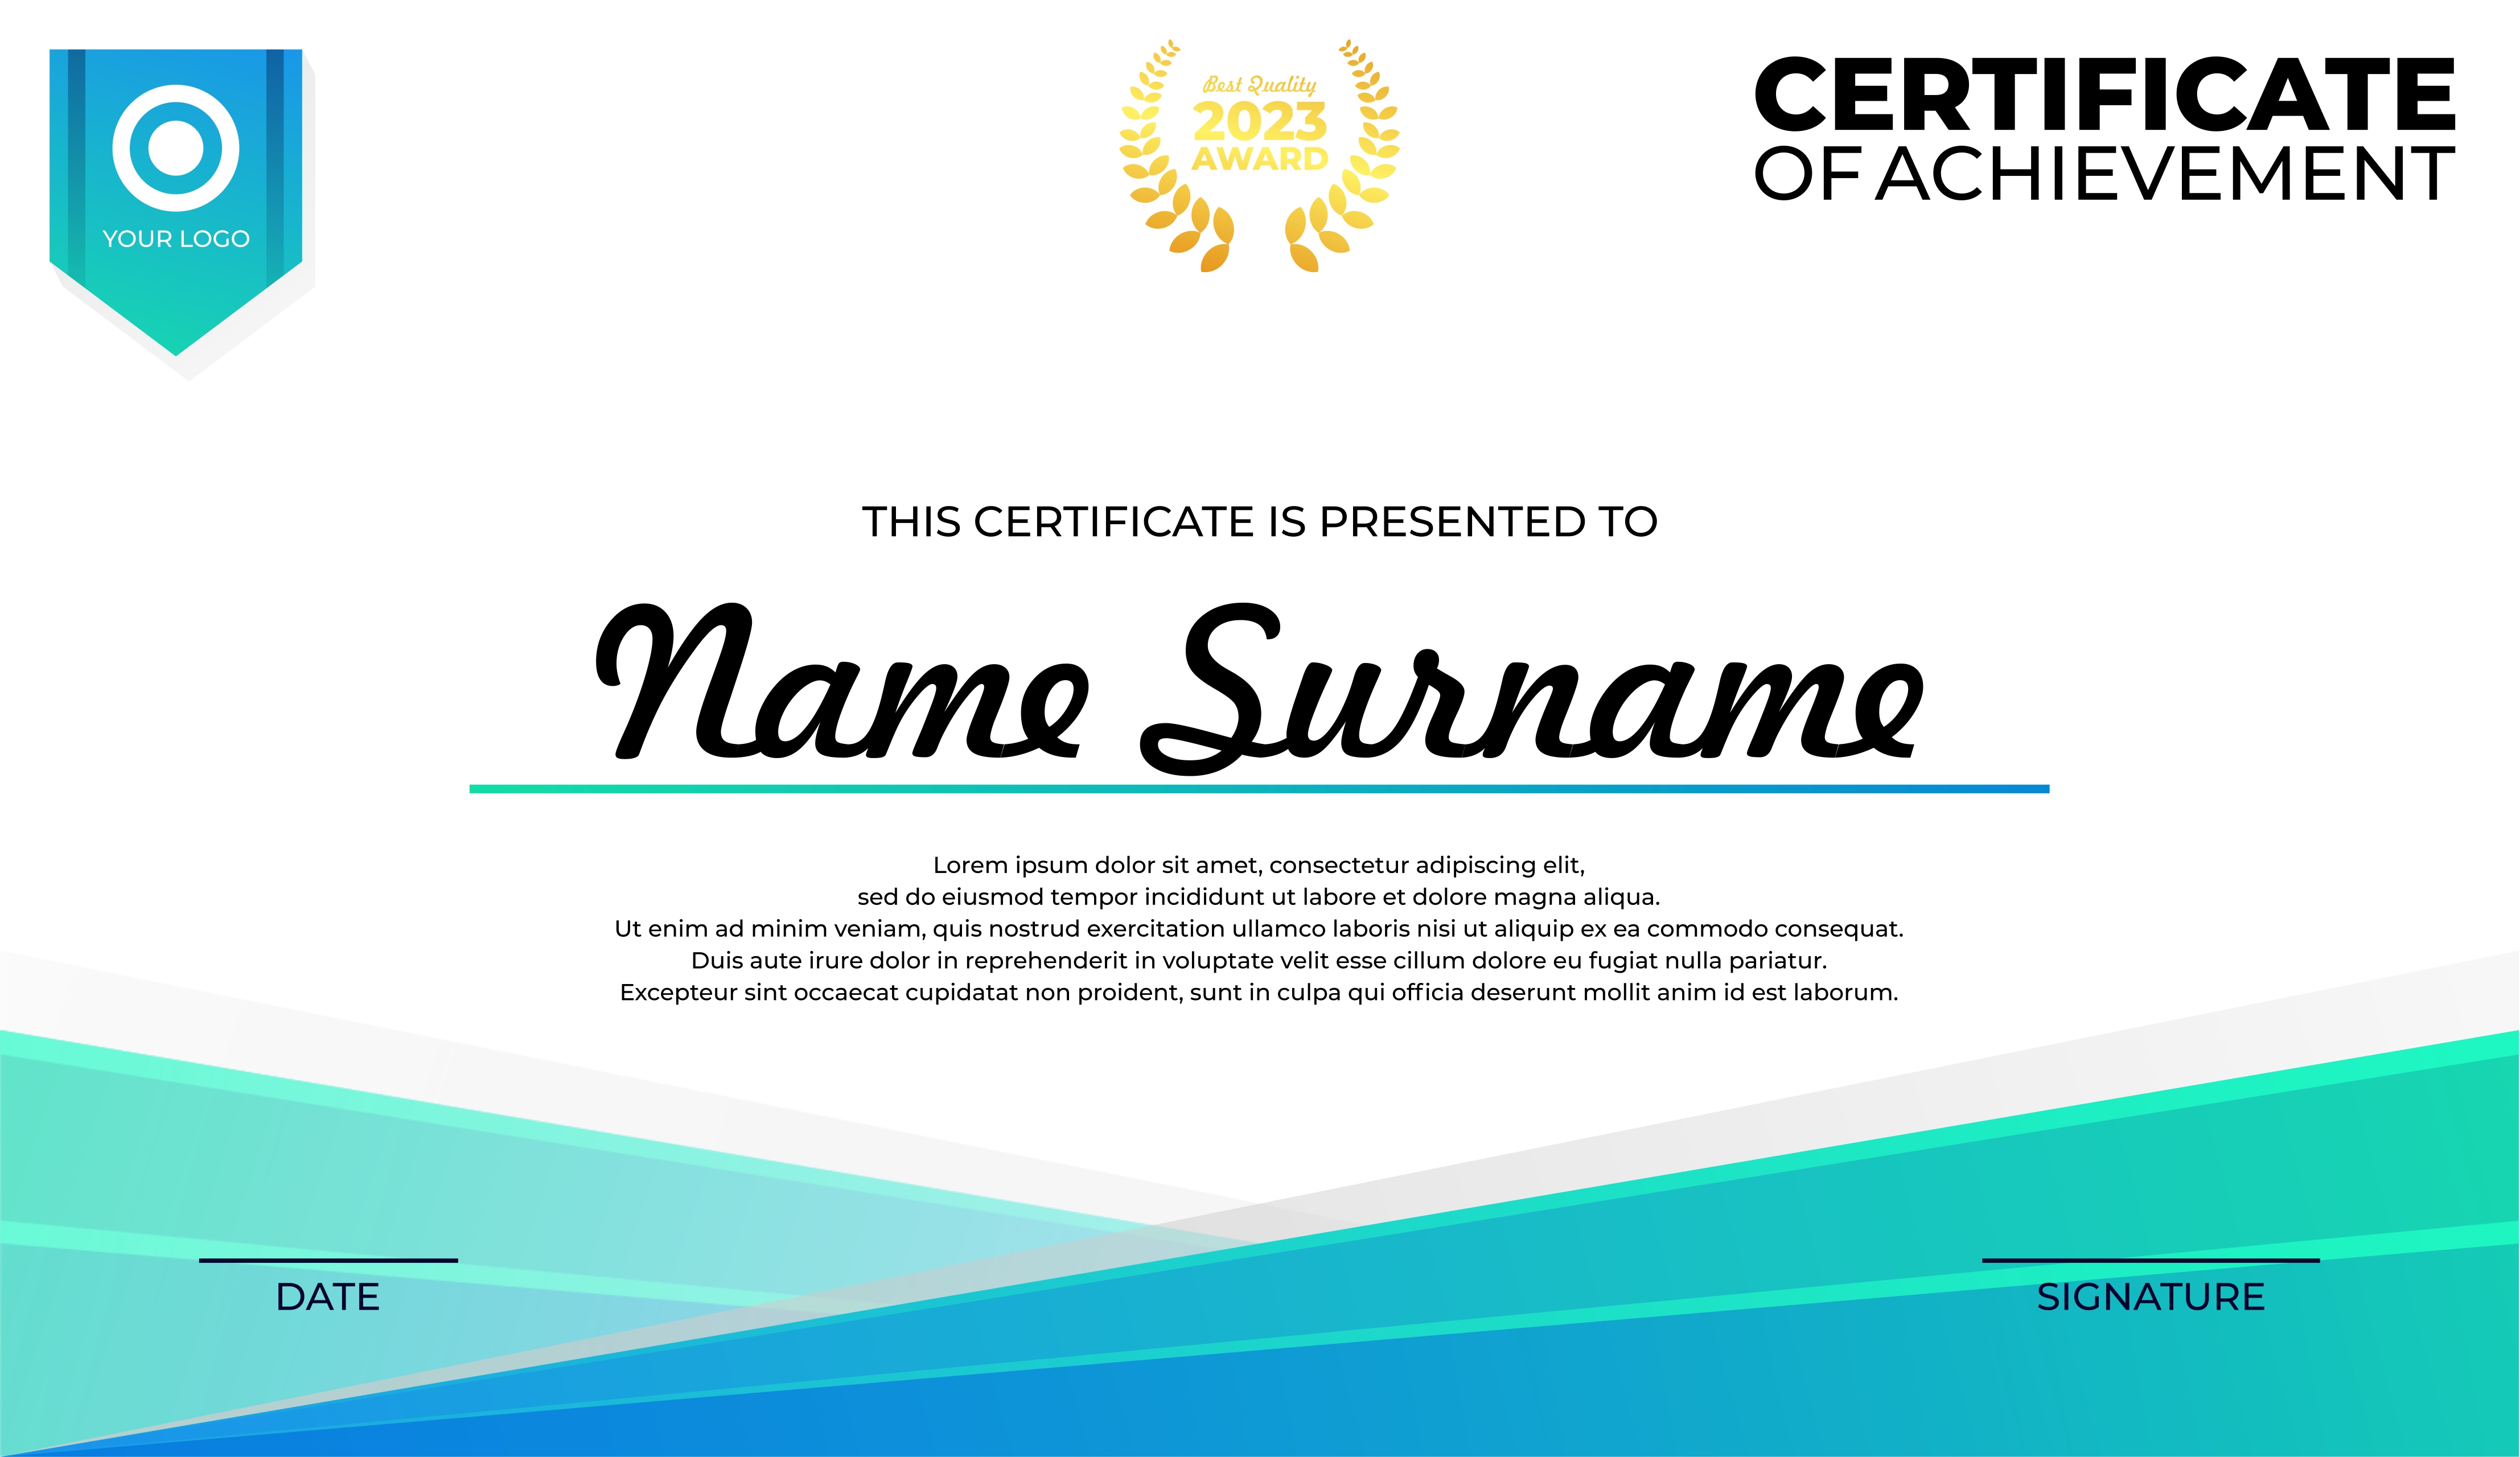 YOUR LOGO
Best Quality
2023
AWARD
CERTIFICATE
OF ACHIEVEMENT
THIS CERTIFICATE IS PRESENTED TO
Name Surname
Lorem ipsum dolor sit amet, consectetur adipiscing elit,
sed do eiusmod tempor incididunt ut labore et dolore magna aliqua.
Ut enim ad minim veniam, quis nostrud exercitation ullamco laboris nisi ut aliquip ex ea commodo consequat.
Duis aute irure dolor in reprehenderit in voluptate velit esse cillum dolore eu fugiat nulla pariatur.
Excepteur sint occaecat cupidatat non proident, sunt in culpa qui officia deserunt mollit anim id est laborum.
DATE
SIGNATURE